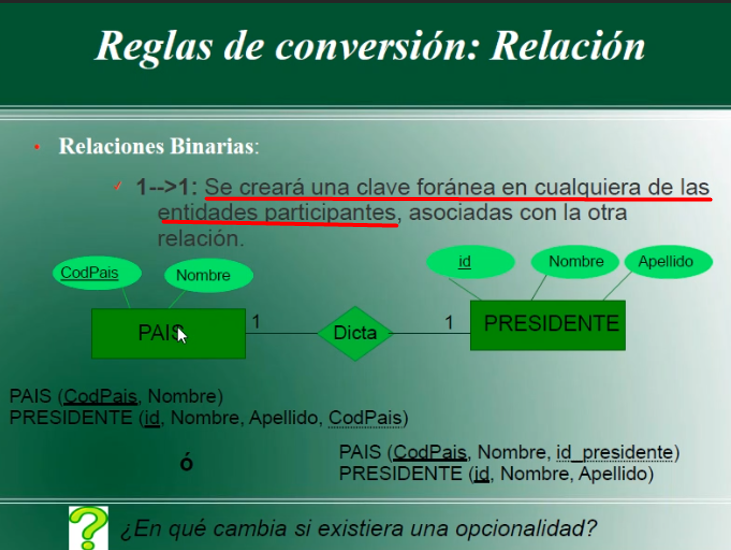 Reglas de conversión: Relación
Relaciones Binarias:
1-->1: Se creará una clave foránea en cualquiera de las
entidades participantes, asociadas con la otra
relación.
CodPais
Nombre
id
Nombre
Apellido
PAIS
1
Dicta
1
PRESIDENTE
PAIS (CodPais, Nombre)
PRESIDENTE (id, Nombre, Apellido, CodPais)
ó
PAIS (CodPais, Nombre, id_presidente)
PRESIDENTE (id, Nombre, Apellido)
¿En qué cambia si existiera una opcionalidad?